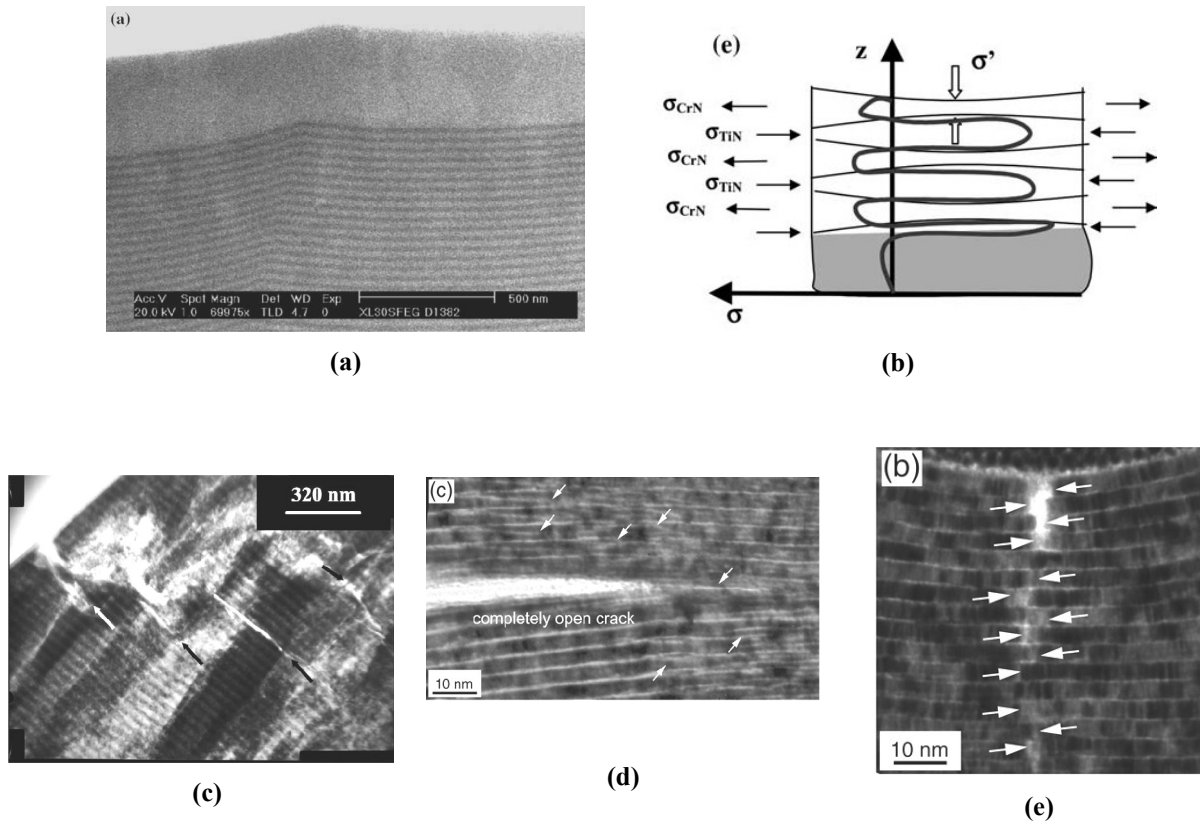 (a)
Acc.V Spot Magn Det WD Exp 500 nm
20.0 kV 1.0 69975x TLD 4.7 0 XL30SFEG D1382
(a)
(e)
z
σ'
σCrN
σTiN
σCrN
σTiN
σCrN
σ
(b)
320 nm
(c)
(c)
completely open crack
10 nm
(d)
(b)
10 nm
(e)